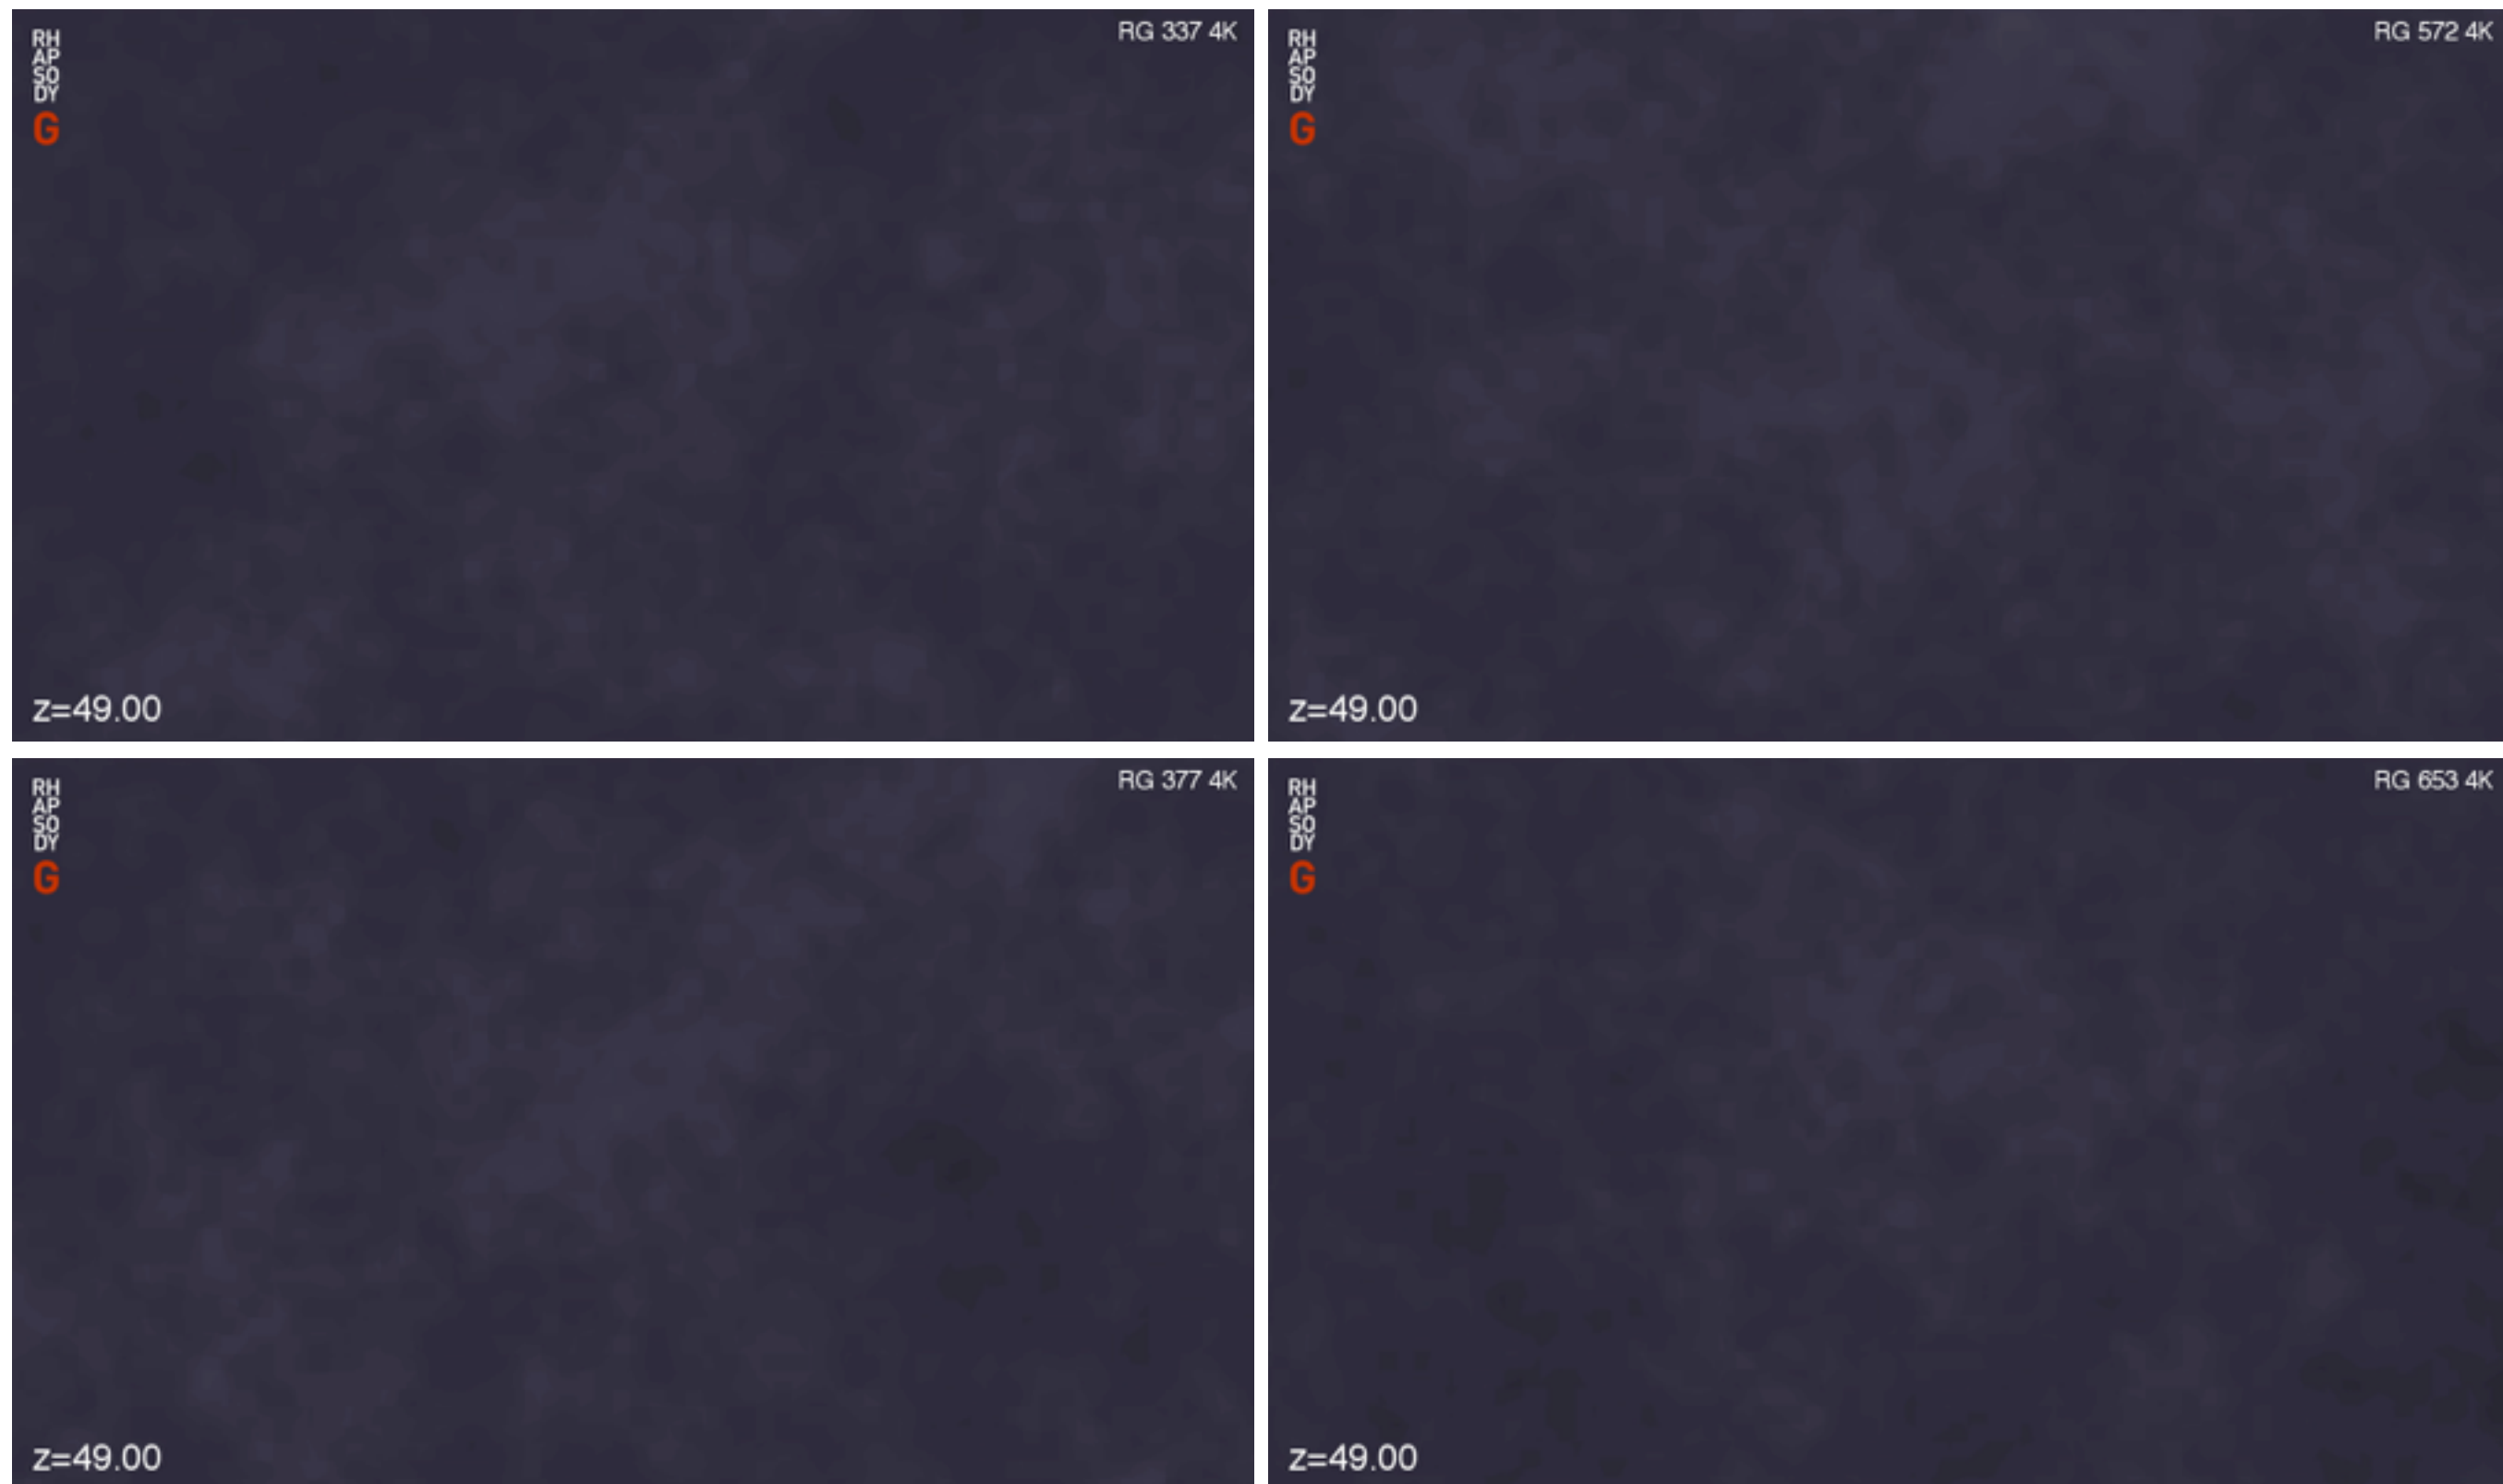 RH
AP
SO
DY
G
RG 337 4K
z=49.00
RH
AP
SO
DY
G
RG 572 4K
z=49.00
RH
AP
SO
DY
G
RG 377 4K
z=49.00
RH
AP
SO
DY
G
RG 653 4K
z=49.00